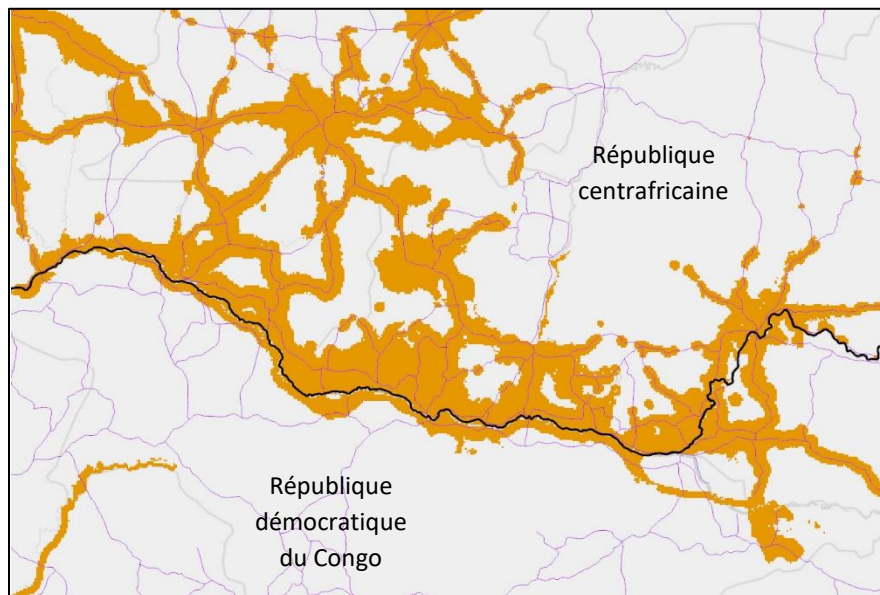 République
centrafricaine
République
démocratique
du Congo